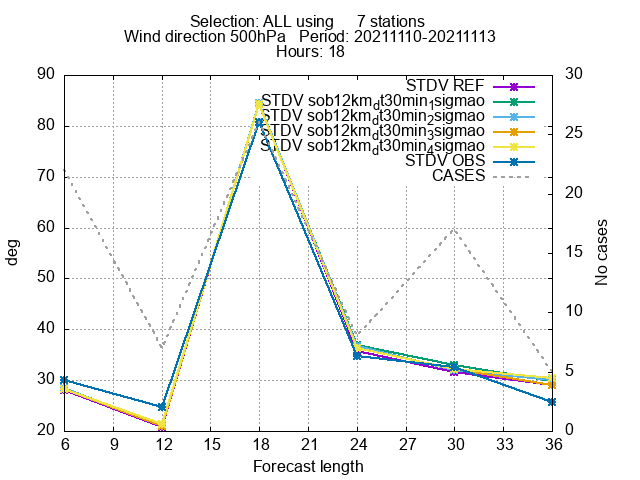 Selection: ALL using 7 stations
Wind direction 500hPa Period: 20211110-20211113
Hours: 18
90
80
70
60
50
40
30
20
deg
30
25
20
15
10
5
0
No cases
STDV REF
STDV sob12km_dt30min_1sigmao
STDV sob12km_dt30min_2sigmao
STDV sob12km_dt30min_3sigmao
STDV sob12km_dt30min_4sigmao
STDV OBS
CASES
6 9 12 15 18 21 24 27 30 33 36
Forecast length